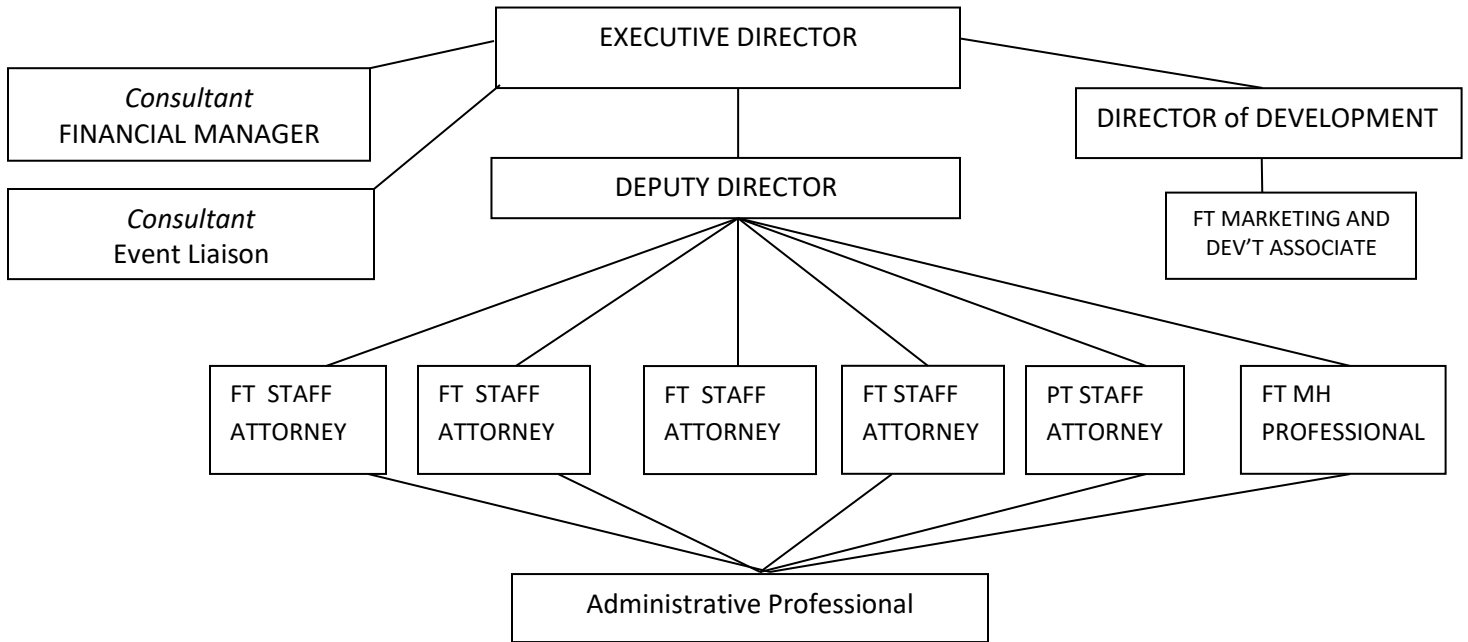 EXECUTIVE DIRECTOR
Consultant
FINANCIAL MANAGER
DIRECTOR of DEVELOPMENT
DEPUTY DIRECTOR
Consultant
Event Liaison
FT MARKETING AND
DEV’T ASSOCIATE
FT STAFF
ATTORNEY
FT STAFF
ATTORNEY
FT STAFF
ATTORNEY
FT STAFF
ATTORNEY
PT STAFF
ATTORNEY
FT MH
PROFESSIONAL
Administrative Professional